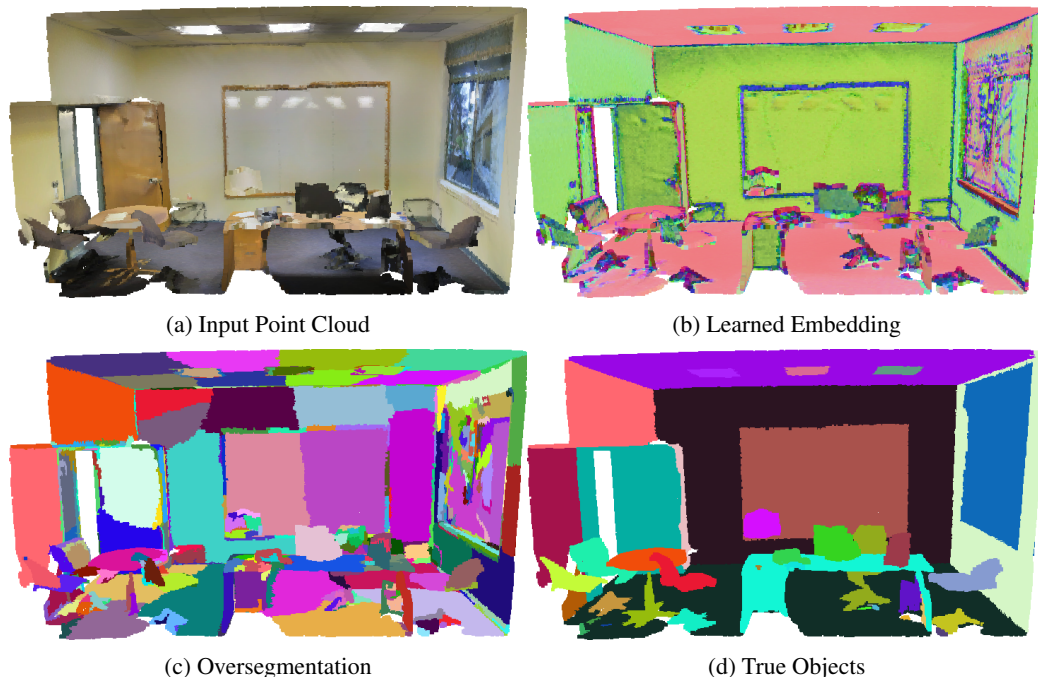 (a) Input Point Cloud
(b) Learned Embedding
(c) Oversegmentation
(d) True Objects